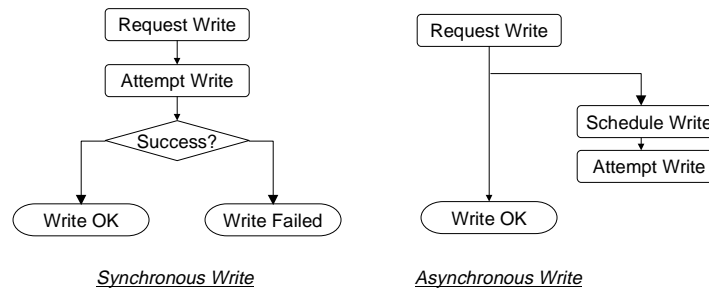 Request Write
Attempt Write
Success?
Write OK
Write Failed
Synchronous Write
Request Write
Schedule Write
Attempt Write
Write OK
Asynchronous Write